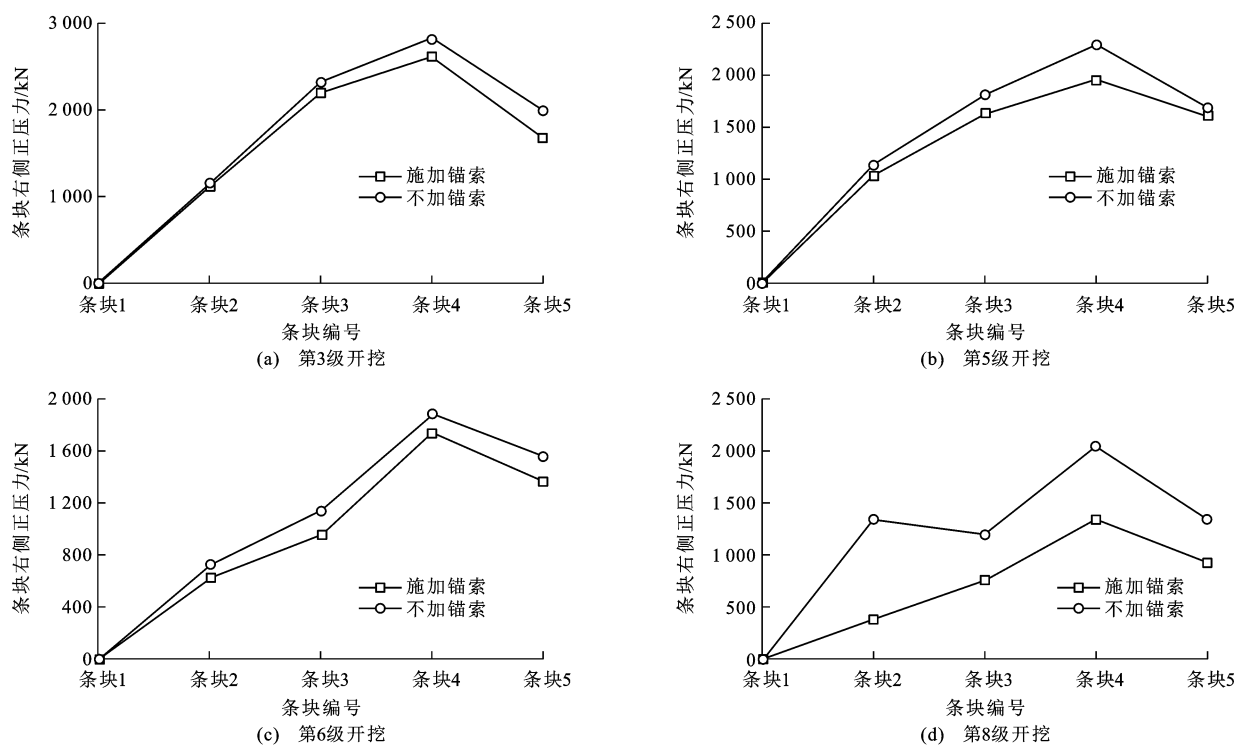 条块右侧正压力/kN
3 000
2 000
1 000
0
施加锚索
不加锚索
条块1 条块2 条块3 条块4 条块5
条块编号
(a) 第3级开挖
条块右侧正压力/kN
2 500
2 000
1 500
1 000
500
0
施加锚索
不加锚索
条块1 条块2 条块3 条块4 条块5
条块编号
(b) 第5级开挖
条块右侧正压力/kN
2 000
1 600
1 200
800
400
0
施加锚索
不加锚索
条块1 条块2 条块3 条块4 条块5
条块编号
(c) 第6级开挖
条块右侧正压力/kN
2 500
2 000
1 500
1 000
500
0
施加锚索
不加锚索
条块1 条块2 条块3 条块4 条块5
条块编号
(d) 第8级开挖